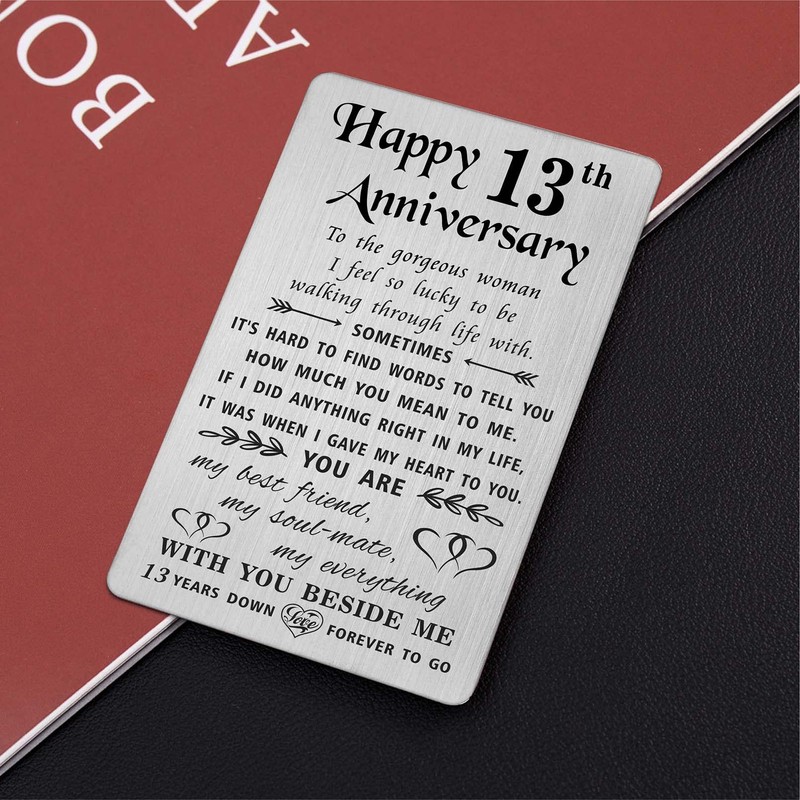 BO
AT
Happy 13th
Anniversary
To the gorgeous woman
I feel so lucky to be
walking through life with.
SOMETIMES
IT'S HARD TO FIND WORDS TO TELL YOU
HOW MUCH YOU MEAN TO ME.
IF I DID ANYTHING RIGHT IN MY LIFE,
IT WAS WHEN I GAVE MY HEART TO YOU.
YOU ARE
my best friend,
my soul-mate,
my everything
WITH YOU BESIDE ME
13 YEARS DOWN Love FOREVER TO GO